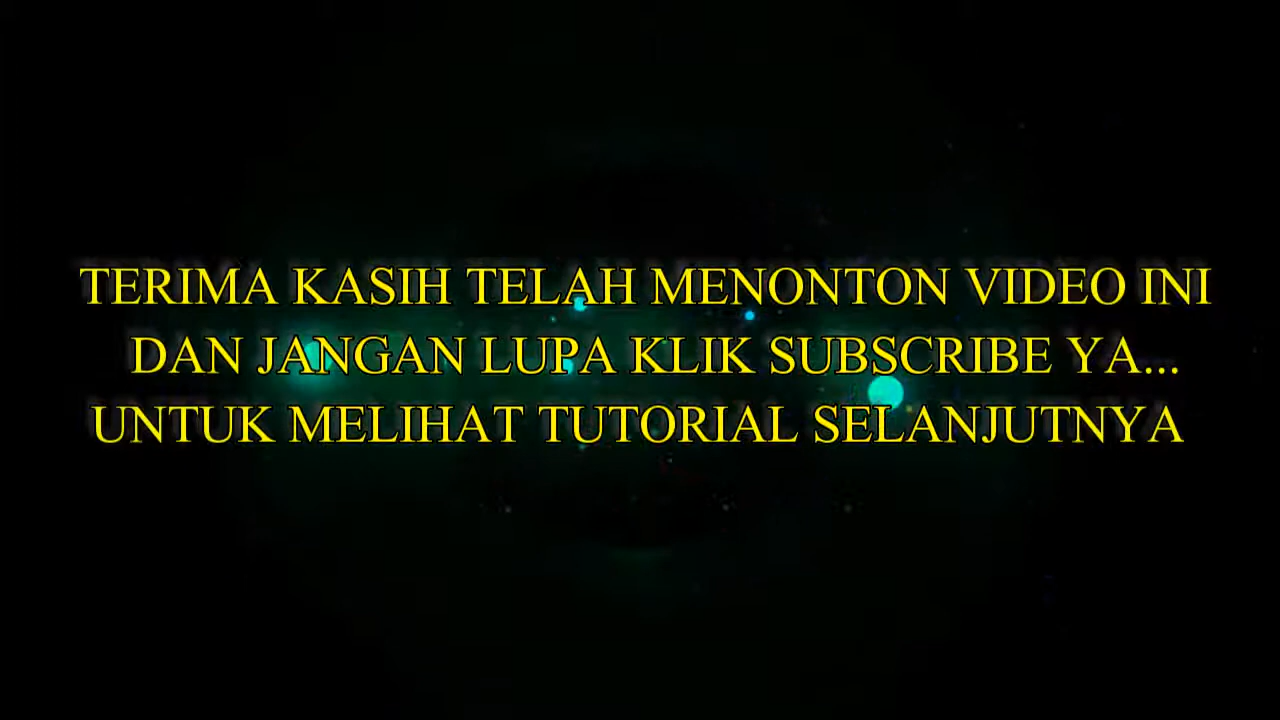 TERIMA KASIH TELAH MENONTON VIDEO INI
DAN JANGAN LUPA KLIK SUBSCRIBE YA...
UNTUK MELIHAT TUTORIAL SELANJUTNYA